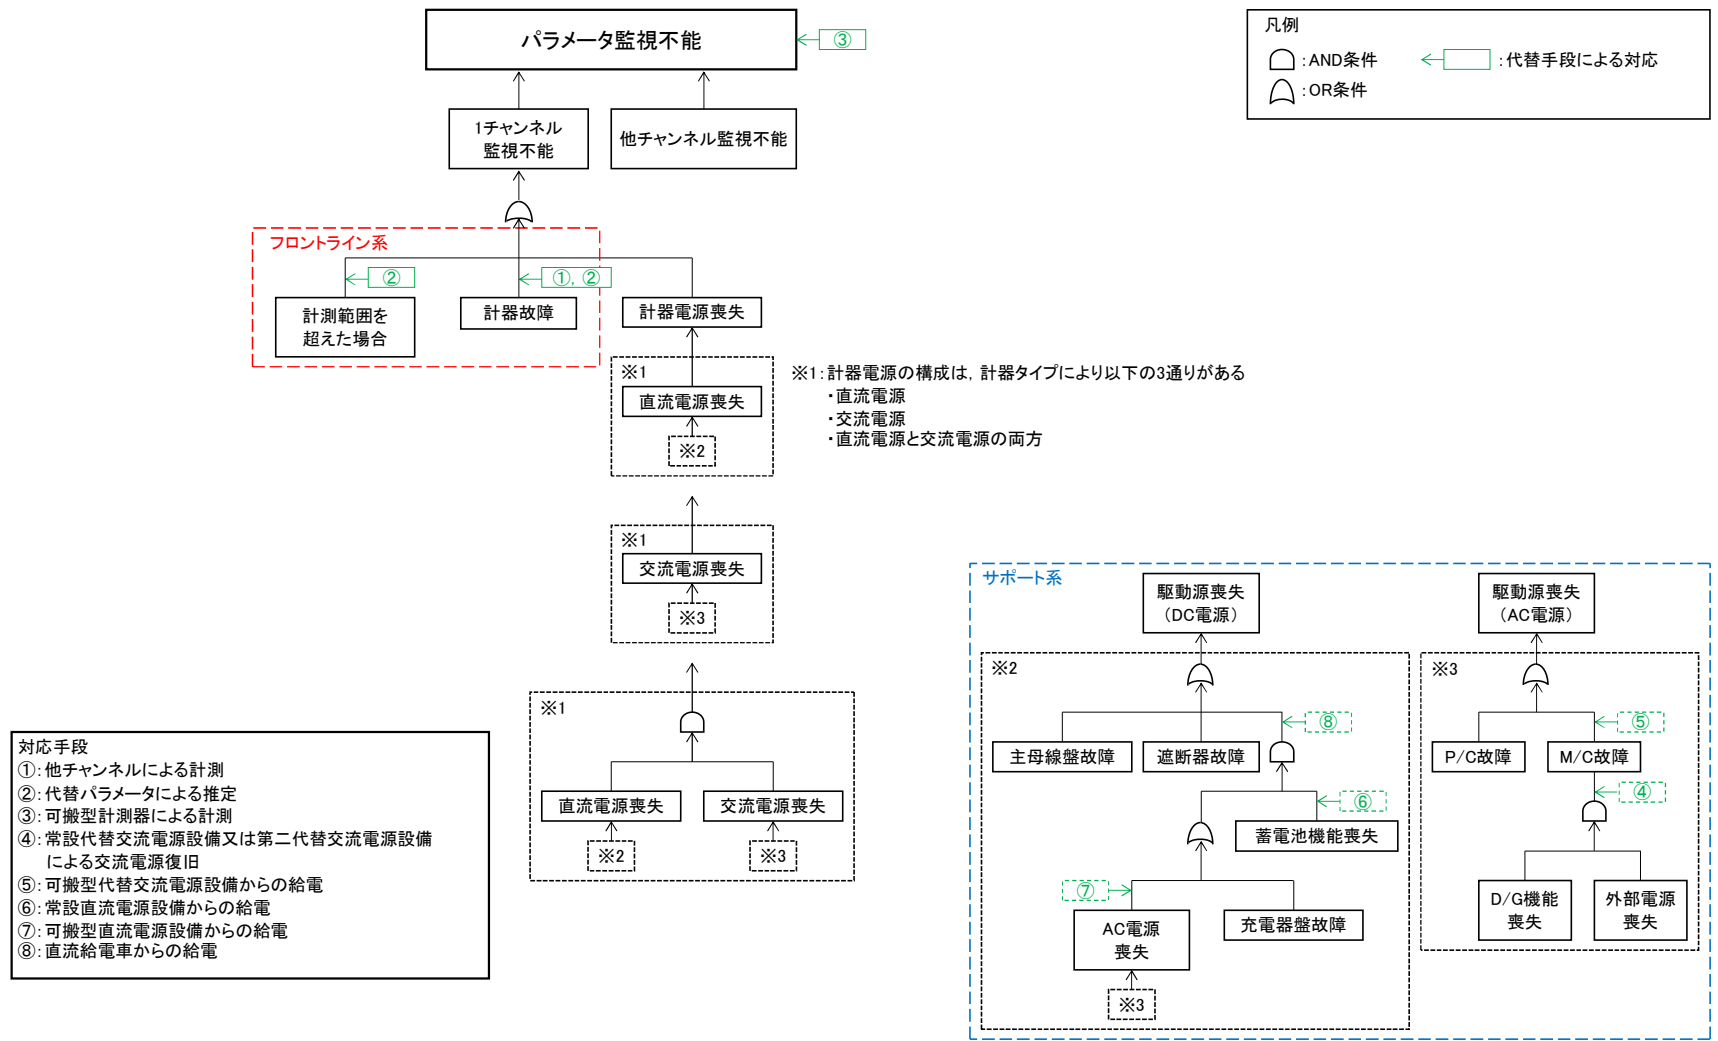 パラメータ監視不能
③
凡例
：AND条件
：代替手段による対応
：OR条件
1チャンネル
監視不能
他チャンネル監視不能
フロントライン系
②
①，②
計測範囲を
超えた場合
計器故障
計器電源喪失
※1
直流電源喪失
※2
※1：計器電源の構成は，計器タイプにより以下の3通りがある
・直流電源
・交流電源
・直流電源と交流電源の両方
※1
交流電源喪失
※3
※1
直流電源喪失
交流電源喪失
※2
※3
サポート系
駆動源喪失
（DC電源）
駆動源喪失
（AC電源）
※2
⑧
主母線盤故障
遮断器故障
⑥
蓄電池機能喪失
⑦
AC電源
喪失
充電器盤故障
※3
※3
⑤
P/C故障
M/C故障
④
D/G機能
喪失
外部電源
喪失
対応手段
①：他チャンネルによる計測
②：代替パラメータによる推定
③：可搬型計測器による計測
④：常設代替交流電源設備又は第二代替交流電源設備
による交流電源復旧
⑤：可搬型代替交流電源設備からの給電
⑥：常設直流電源設備からの給電
⑦：可搬型直流電源設備からの給電
⑧：直流給電車からの給電